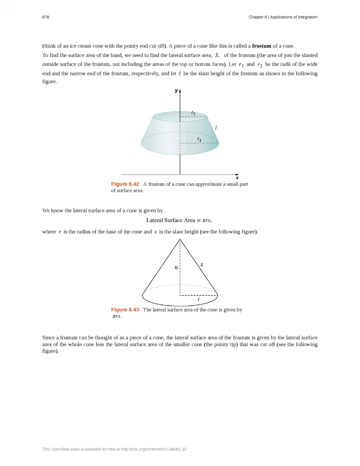 676
Chapter 6 | Applications of Integration
(think of an ice cream cone with the pointy end cut off). A piece of a cone like this is called a frustum of a cone.
To find the surface area of the band, we need to find the lateral surface area, S, of the frustum (the area of just the slanted
outside surface of the frustum, not including the areas of the top or bottom faces). Let r₁ and r₂ be the radii of the wide
end and the narrow end of the frustum, respectively, and let l be the slant height of the frustum as shown in the following
figure.
y
r₂
l
r₁
x
Figure 6.42 A frustum of a cone can approximate a small part
of surface area.
We know the lateral surface area of a cone is given by
Lateral Surface Area = πrs,
where r is the radius of the base of the cone and s is the slant height (see the following figure).
h
s
r
Figure 6.43 The lateral surface area of the cone is given by
πrs.
Since a frustum can be thought of as a piece of a cone, the lateral surface area of the frustum is given by the lateral surface
area of the whole cone less the lateral surface area of the smaller cone (the pointy tip) that was cut off (see the following
figure).
This OpenStax book is available for free at